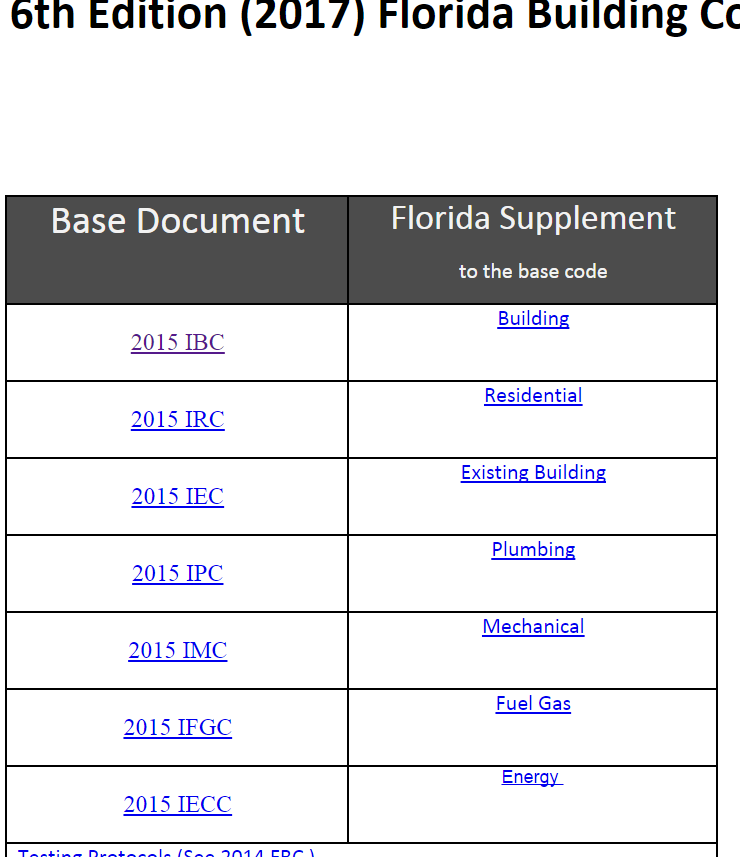 6th Edition (2017) Florida Building Co
Base Document
Florida Supplement
to the base code
2015 IBC
Building
2015 IRC
Residential
2015 IEC
Existing Building
2015 IPC
Plumbing
2015 IMC
Mechanical
2015 IFGC
Fuel Gas
2015 IECC
Energy
Testing Protocols (See 2014 FBC )